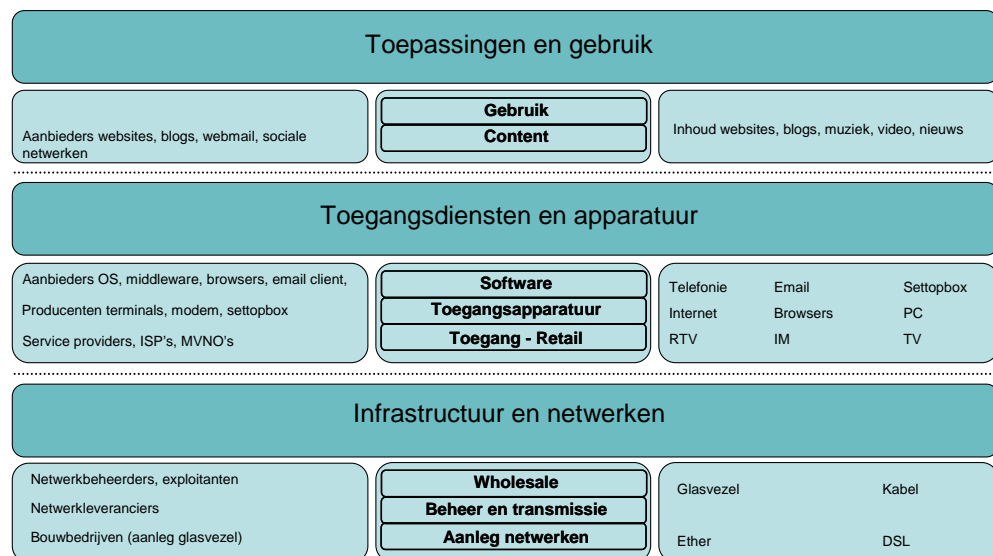 Toepassingen en gebruik
Aanbieders websites, blogs, webmail, sociale
netwerken
Gebruik
Content
Inhoud websites, blogs, muziek, video, nieuws
Toegangsdiensten en apparatuur
Aanbieders OS, middleware, browsers, email client,
Producenten terminals, modem, settopbox
Service providers, ISP's, MVNO's
Software
Toegangsapparatuur
Toegang - Retail
Telefonie Email Settopbox
Internet Browsers PC
RTV IM TV
Infrastructuur en netwerken
Netwerkbeheerders, exploitanten
Netwerkleveranciers
Bouwbedrijven (aanleg glasvezel)
Wholesale
Beheer en transmissie
Aanleg netwerken
Glasvezel Kabel
Ether DSL